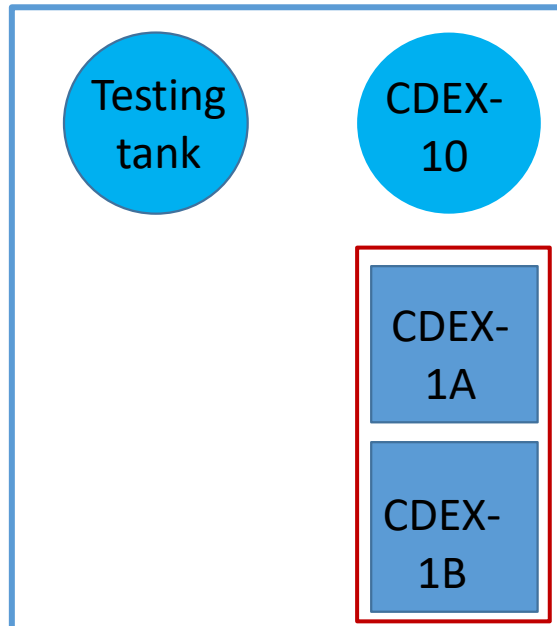 Testing
tank
CDEX-
10
CDEX-
1A
CDEX-
1B